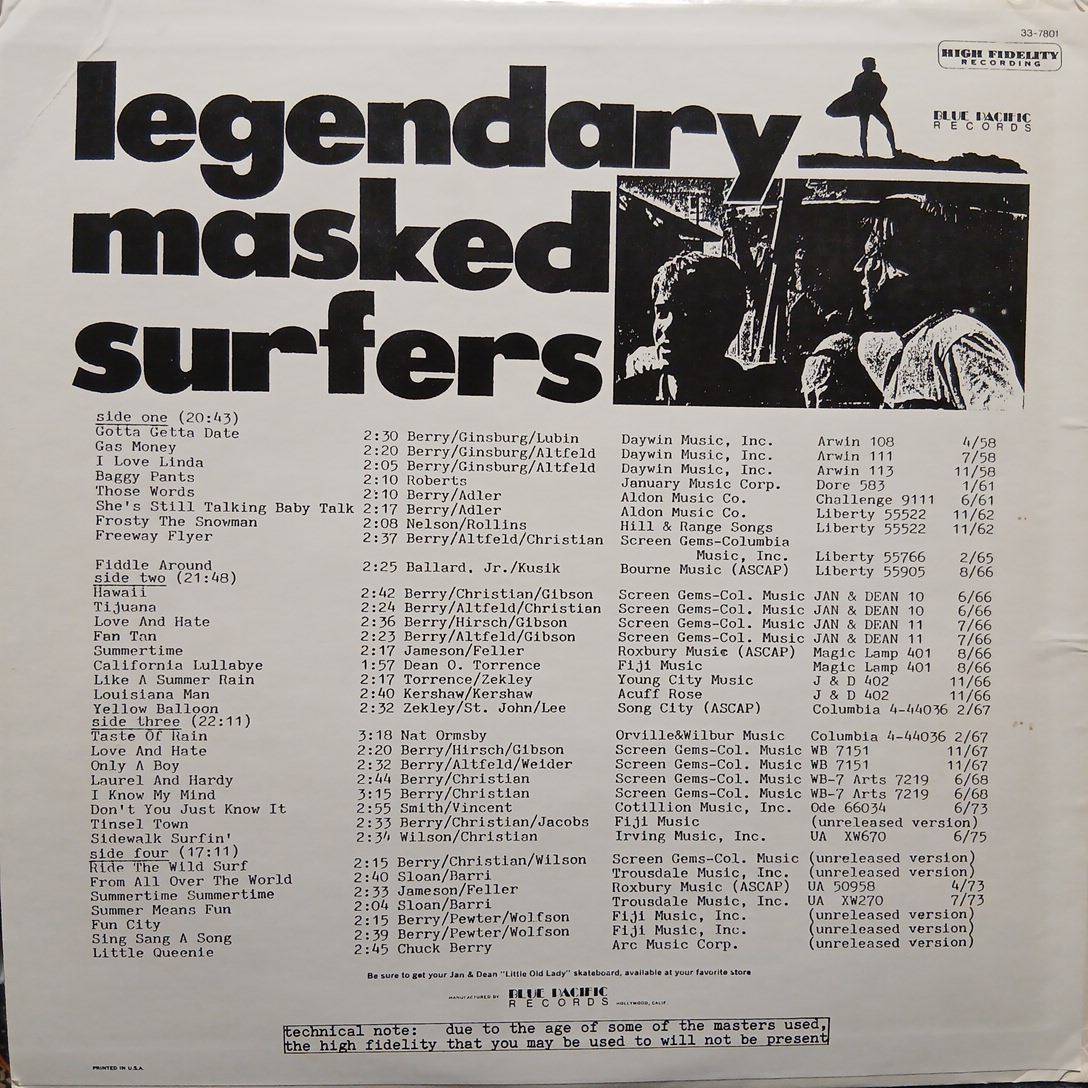 33-7801
HIGH FIDELITY
RECORDING
BLUE PACIFIC
RECORDS
legendary
masked
surfers
side one (20:43)
Gotta Getta Date 2:30 Berry/Ginsburg/Lubin Daywin Music, Inc. Arwin 108 4/58
Gas Money 2:20 Berry/Ginsburg/Altfeld Daywin Music, Inc. Arwin 111 7/58
I Love Linda 2:05 Berry/Ginsburg/Altfeld Daywin Music, Inc. Arwin 113 11/58
Baggy Pants 2:10 Roberts January Music Corp. Dore 583 1/61
Those Words 2:10 Berry/Adler Aldon Music Co. Challenge 9111 6/61
She's Still Talking Baby Talk 2:17 Berry/Adler Aldon Music Co. Liberty 55522 11/62
Frosty The Snowman 2:08 Nelson/Rollins Hill & Range Songs Liberty 55522 11/62
Freeway Flyer 2:37 Berry/Altfeld/Christian Screen Gems-Columbia
Music, Inc. Liberty 55766 2/65
Fiddle Around 2:25 Ballard. Jr./Kusik Bourne Music (ASCAP) Liberty 55905 8/66
side two (21:48)
Hawaii 2:42 Berry/Christian/Gibson Screen Gems-Col. Music JAN & DEAN 10 6/66
Tijuana 2:24 Berry/Altfeld/Christian Screen Gems-Col. Music JAN & DEAN 10 6/66
Love And Hate 2:36 Berry/Hirsch/Gibson Screen Gems-Col. Music JAN & DEAN 11 7/66
Fan Tan 2:23 Berry/Altfeld/Gibson Screen Gems-Col. Music JAN & DEAN 11 7/66
Summertime 2:17 Jameson/Feller Roxbury Music (ASCAP) Magic Lamp 401 8/66
California Lullabye 1:57 Dean O. Torrence Fiji Music Magic Lamp 401 8/66
Like A Summer Rain 2:17 Torrence/Zekley Young City Music J & D 402 11/66
Louisiana Man 2:40 Kershaw/Kershaw Acuff Rose J & D 402 11/66
Yellow Balloon 2:32 Zekley/St. John/Lee Song City (ASCAP) Columbia 4-44036 2/67
side three (22:11)
Taste Of Rain 3:18 Nat Ormsby Orville&Wilbur Music Columbia 4-44036 2/67
Love And Hate 2:20 Berry/Hirsch/Gibson Screen Gems-Col. Music WB 7151 11/67
Only A Boy 2:32 Berry/Altfeld/Weider Screen Gems-Col. Music WB 7151 11/67
Laurel And Hardy 2:44 Berry/Christian Screen Gems-Col. Music WB-7 Arts 7219 6/68
I Know My Mind 3:15 Berry/Christian Screen Gems-Col. Music WB-7 Arts 7219 6/68
Don't You Just Know It 2:55 Smith/Vincent Cotillion Music, Inc. Ode 66034 6/73
Tinsel Town 2:33 Berry/Christian/Jacobs Fiji Music (unreleased version)
Sidewalk Surfin' 2:34 Wilson/Christian Irving Music, Inc. UA XW670 6/75
side four (17:11)
Ride The Wild Surf 2:15 Berry/Christian/Wilson Screen Gems-Col. Music (unreleased version)
From All Over The World 2:40 Sloan/Barri Trousdale Music, Inc. (unreleased version)
Summertime Summertime 2:33 Jameson/Feller Roxbury Music (ASCAP) UA 50958 4/73
Summer Means Fun 2:04 Sloan/Barri Trousdale Music, Inc. UA XW270 7/73
Fun City 2:15 Berry/Pewter/Wolfson Fiji Music, Inc. (unreleased version)
Sing Sang A Song 2:39 Berry/Pewter/Wolfson Fiji Music, Inc. (unreleased version)
Little Queenie 2:45 Chuck Berry Arc Music Corp. (unreleased version)
Be sure to get your Jan & Dean "Little Old Lady" skateboard, available at your favorite store
MANUFACTURED BY BLUE PACIFIC
RECORDS HOLLYWOOD, CALIF.
technical note: due to the age of some of the masters used,
the high fidelity that you may be used to will not be present
PRINTED IN U.S.A.